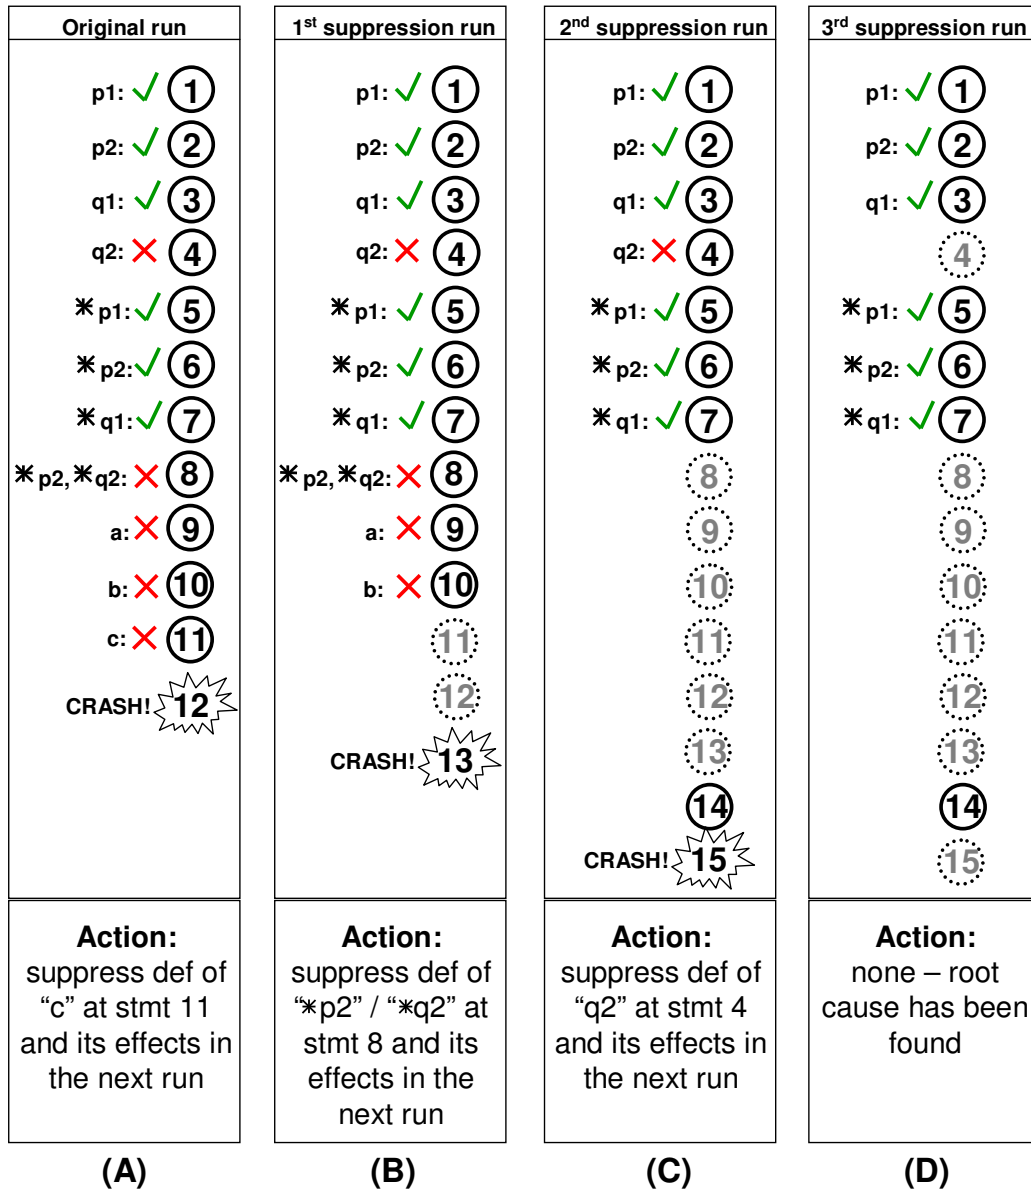 Original run
p1: 1
p2: 2
q1: 3
q2: 4
*p1: 5
*p2: 6
*q1: 7
*p2,*q2: 8
a: 9
b: 10
c: 11
CRASH! 12
Action:
suppress def of
“c” at stmt 11
and its effects in
the next run
(A)
1st suppression run
p1: 1
p2: 2
q1: 3
q2: 4
*p1: 5
*p2: 6
*q1: 7
*p2,*q2: 8
a: 9
b: 10
11
12
CRASH! 13
Action:
suppress def of
“*p2” / “*q2” at
stmt 8 and its
effects in the
next run
(B)
2nd suppression run
p1: 1
p2: 2
q1: 3
q2: 4
*p1: 5
*p2: 6
*q1: 7
8
9
10
11
12
13
14
CRASH! 15
Action:
suppress def of
“q2” at stmt 4
and its effects in
the next run
(C)
3rd suppression run
p1: 1
p2: 2
q1: 3
4
*p1: 5
*p2: 6
*q1: 7
8
9
10
11
12
13
14
15
Action:
none – root
cause has been
found
(D)